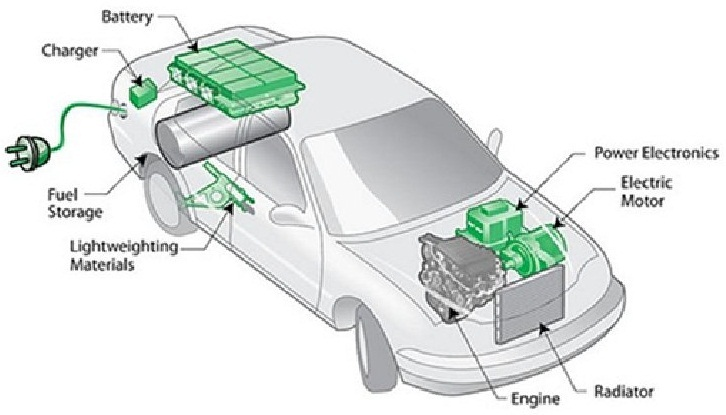 Battery
Charger
Fuel
Storage
Lightweighting
Materials
Power Electronics
Electric
Motor
Engine
Radiator